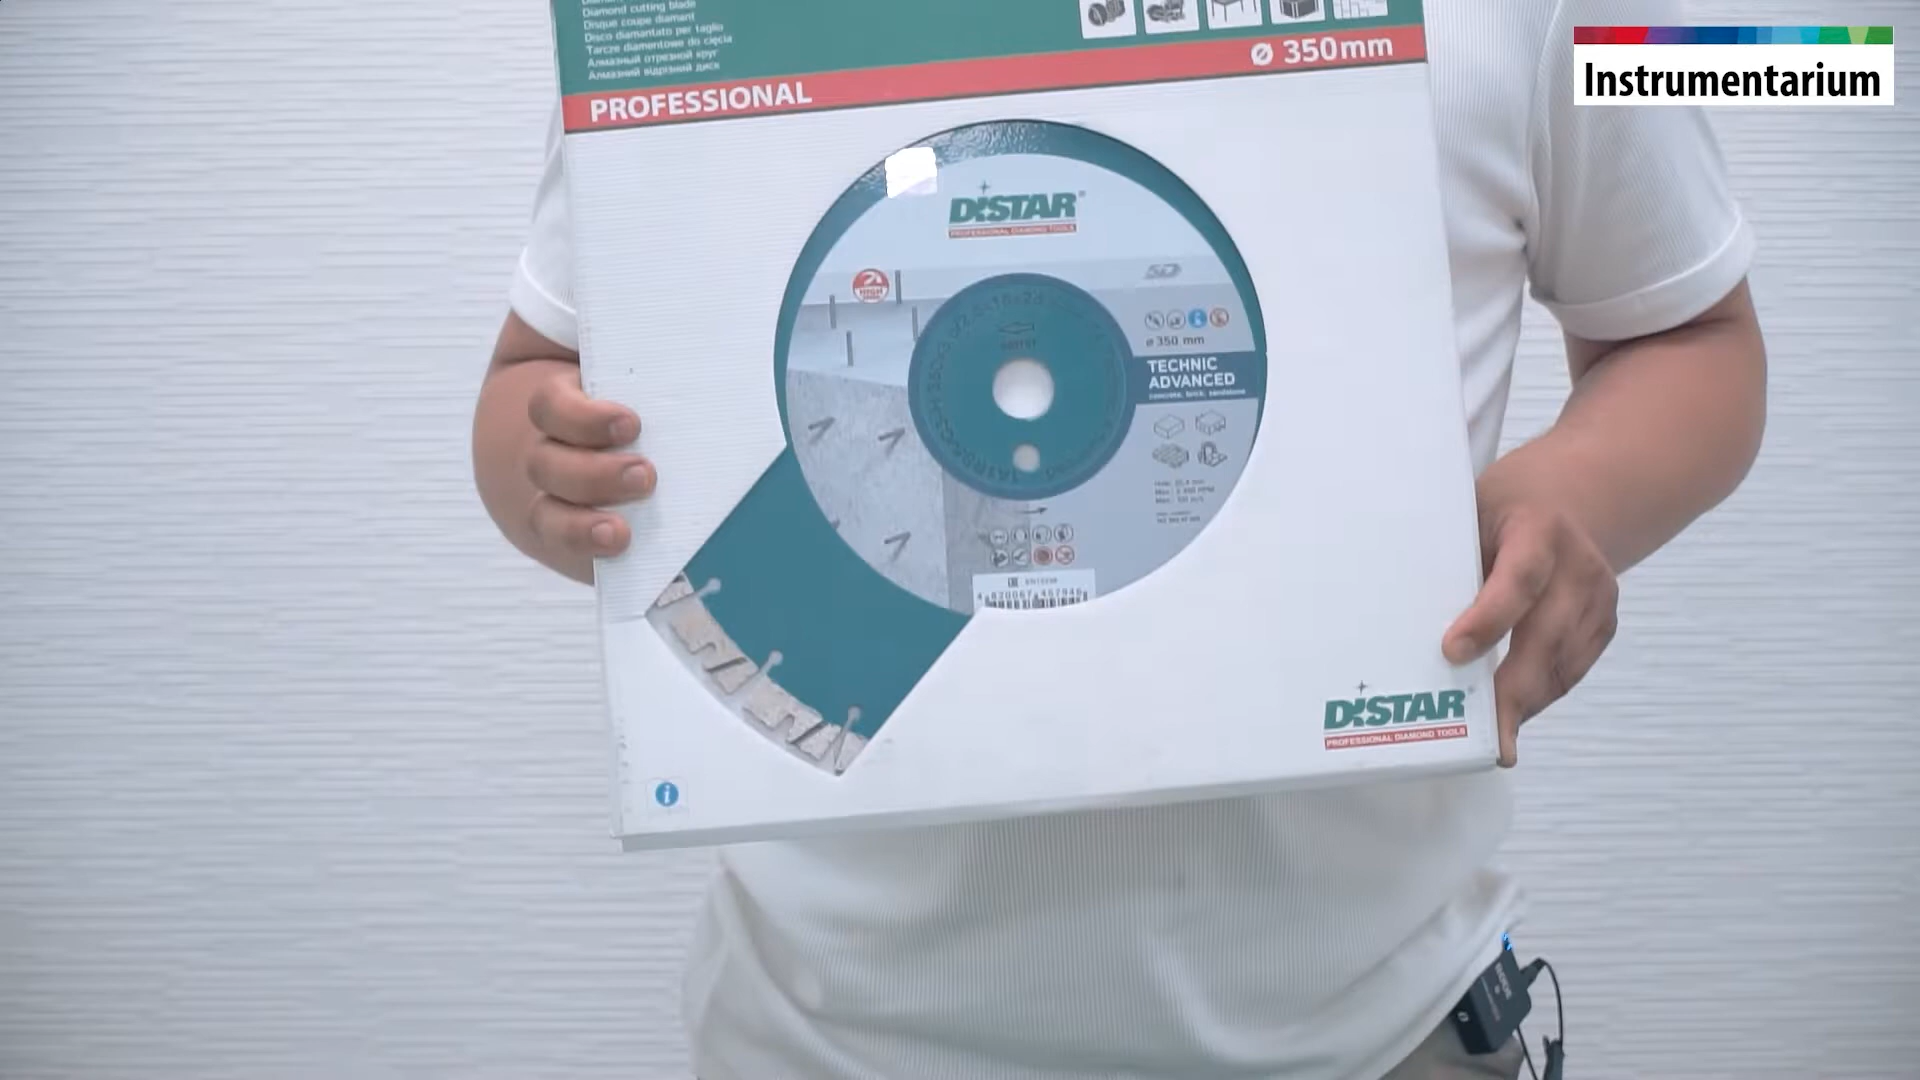 Diamond cutting blade
Disque coupe diamant
Disco diamantato per taglio
Tarcze diamentowe do cięcia
Алмазный отрезной круг
Алмазний відрізний диск
PROFESSIONAL
Ø 350mm
Instrumentarium
DISTAR®
PROFESSIONAL DIAMOND TOOLS
HIGH
5D
ø 350 mm
TECHNIC
ADVANCED
concrete, brick, sandstone
DISTAR®
PROFESSIONAL DIAMOND TOOLS
i
RODE